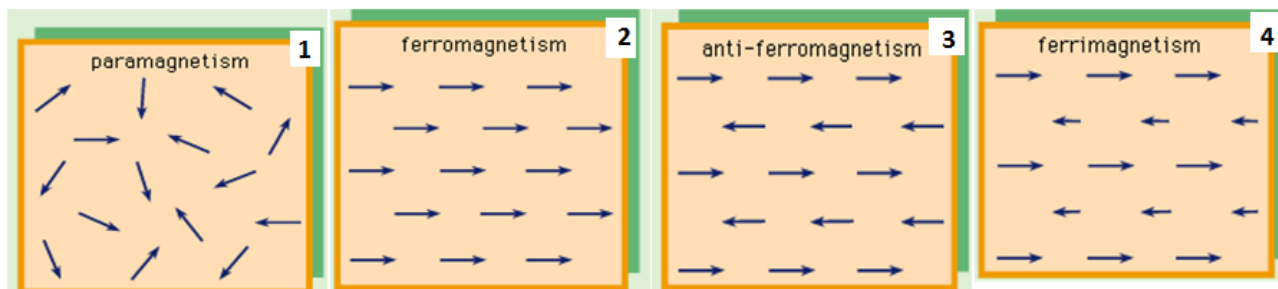 paramagnetism 1
ferromagnetism 2
anti-ferromagnetism 3
ferrimagnetism 4